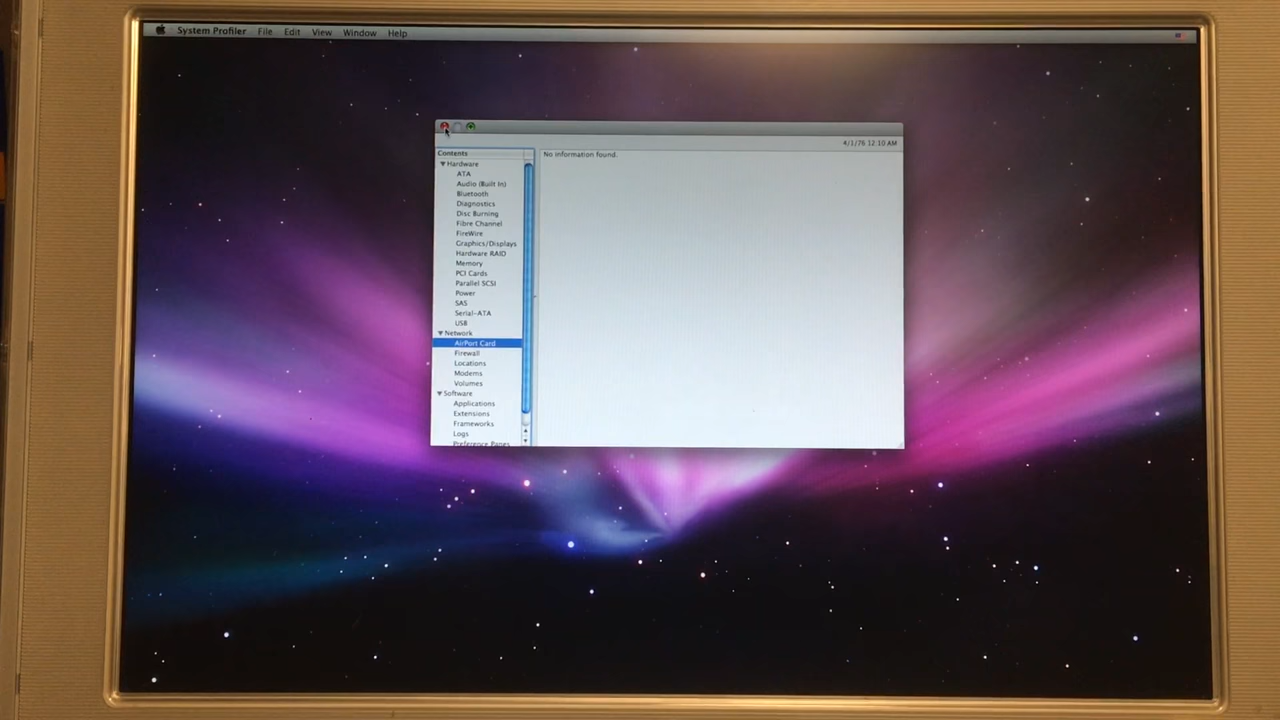 System Profiler File Edit View Window Help
4/1/76 12:10 AM
Contents
No information found.
Hardware
ATA
Audio (Built In)
Bluetooth
Diagnostics
Disc Burning
Fibre Channel
FireWire
Graphics/Displays
Hardware RAID
Memory
PCI Cards
Parallel SCSI
Power
SAS
Serial-ATA
USB
Network
AirPort Card
Firewall
Locations
Modems
Volumes
Software
Applications
Extensions
Frameworks
Logs
Preference Panes